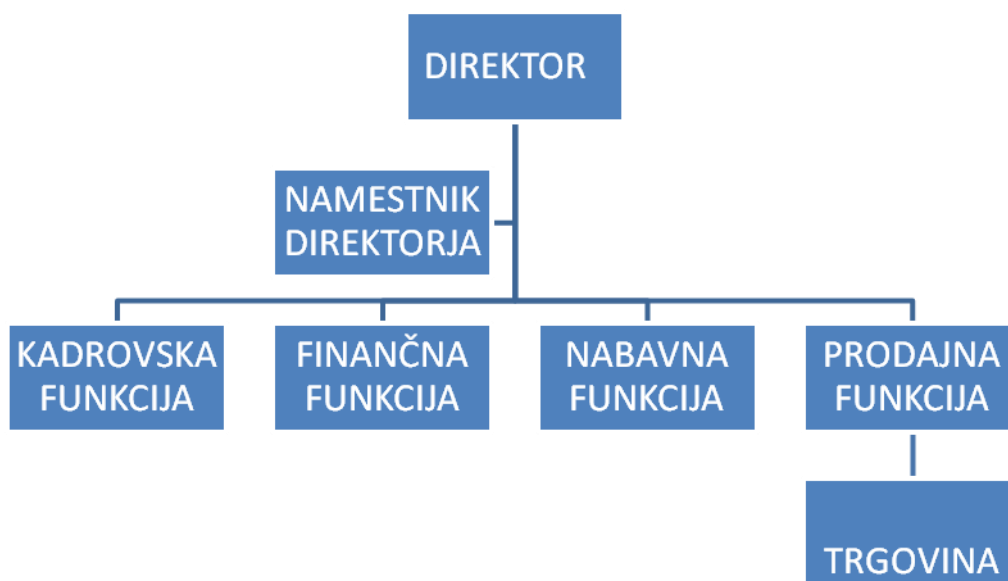 DIREKTOR
NAMESTNIK
DIREKTORJA
KADROVSKA
FUNKCIJA
FINANČNA
FUNKCIJA
NABAVNA
FUNKCIJA
PRODAJNA
FUNKCIJA
TRGOVINA